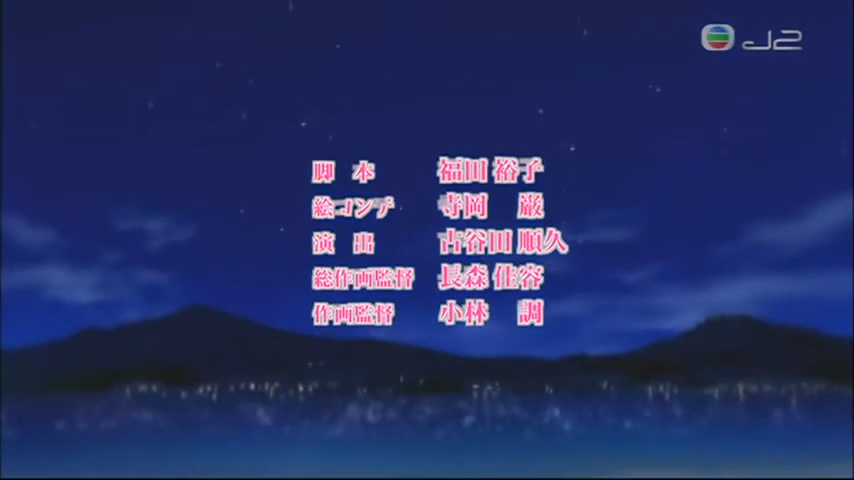 J2
脚 本 福田 裕子
絵コンテ 寺岡 巌
演 出 古谷田 順久
総作画監督 長森 佳容
作画監督 小林 調